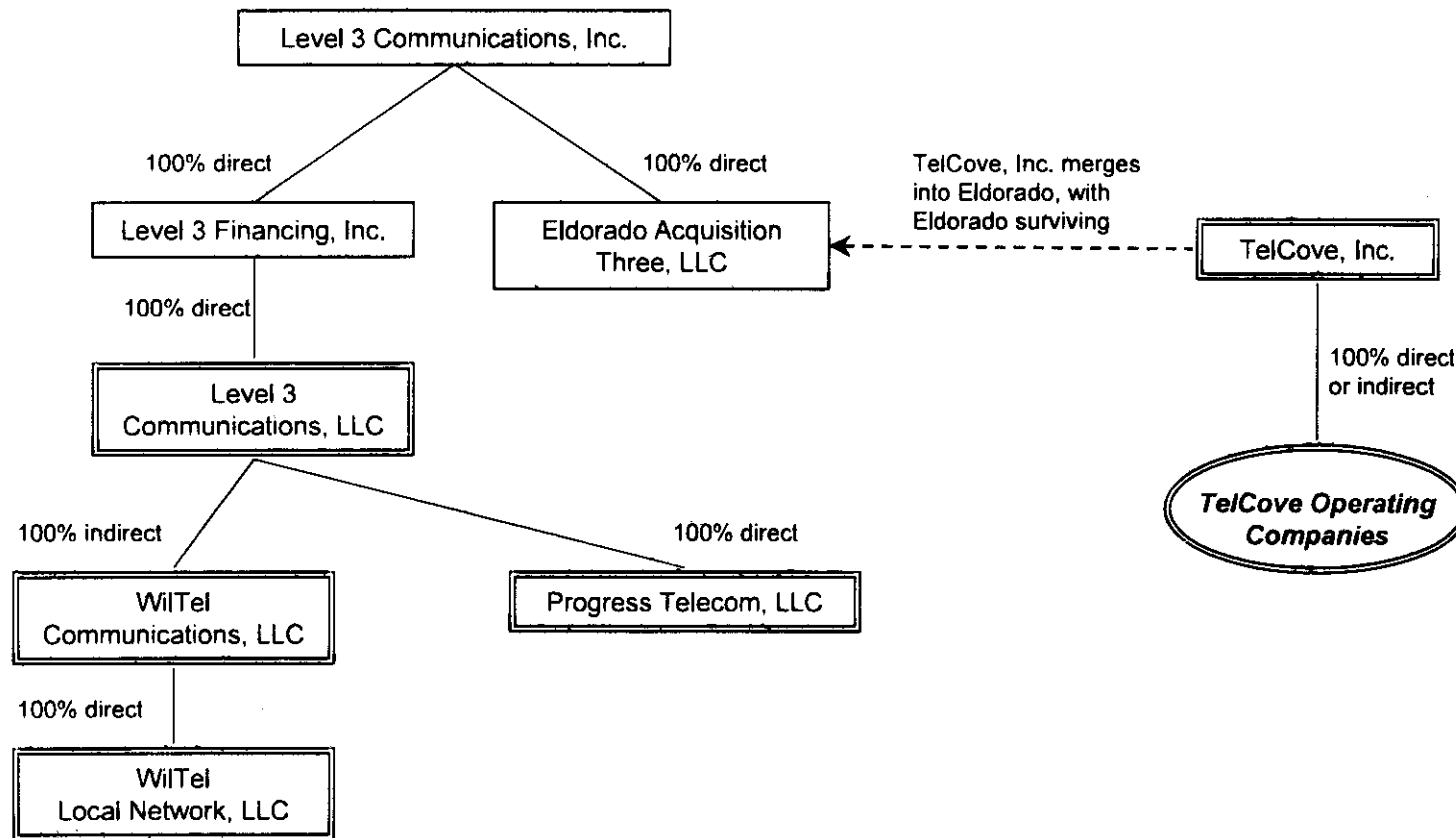 Level 3 Communications, Inc.
100% direct
100% direct
TelCove, Inc. merges
into Eldorado, with
Eldorado surviving
Level 3 Financing, Inc.
Eldorado Acquisition
Three, LLC
TelCove, Inc.
100% direct
100% direct
or indirect
Level 3
Communications, LLC
TelCove Operating
Companies
100% indirect
100% direct
WilTel
Communications, LLC
Progress Telecom, LLC
100% direct
WilTel
Local Network, LLC